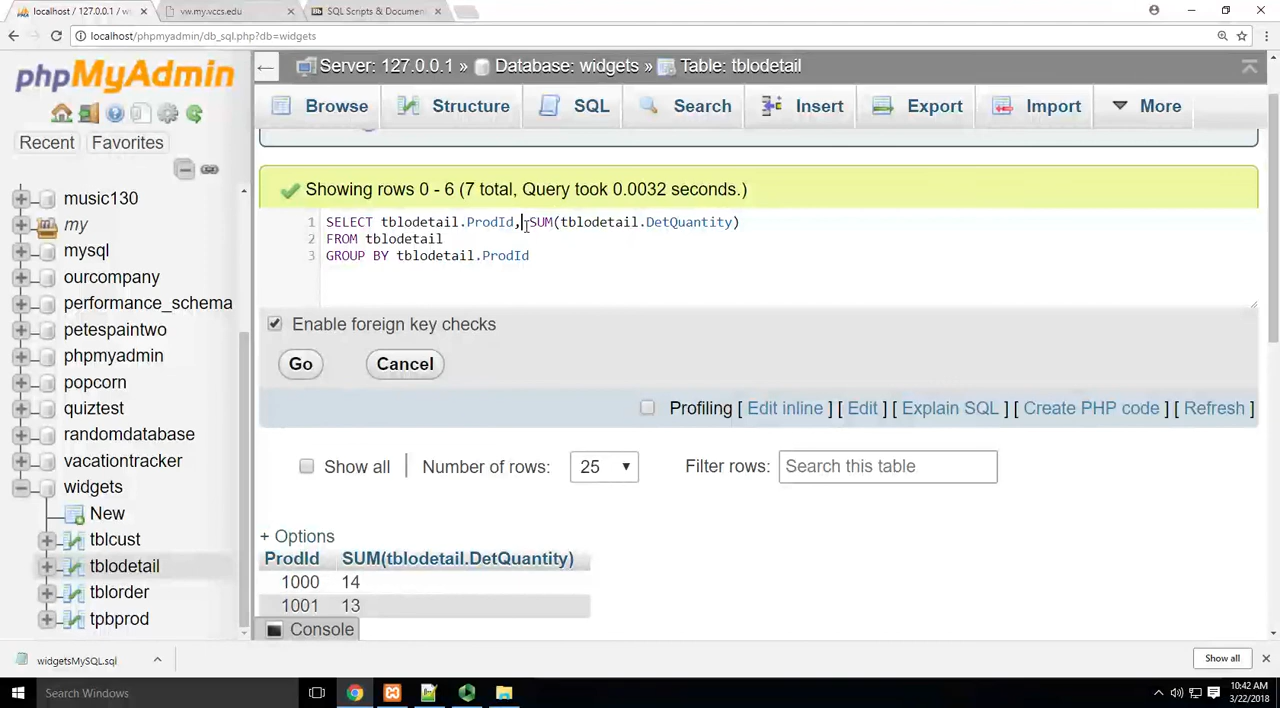 localhost / 127.0.0.1 / w
vw.my.vccs.edu
SQL Scripts & Document
localhost/phpmyadmin/db_sql.php?db=widgets
phpMyAdmin
Recent
Favorites
music130
my
mysql
ourcompany
performance_schema
petespaintwo
phpmyadmin
popcorn
quiztest
randomdatabase
vacationtracker
widgets
New
tblcust
tblodetail
tblorder
tpbprod
Server: 127.0.0.1 » Database: widgets » Table: tblodetail
Browse
Structure
SQL
Search
Insert
Export
Import
More
Showing rows 0 - 6 (7 total, Query took 0.0032 seconds.)
1 SELECT tblodetail.ProdId, SUM(tblodetail.DetQuantity)
2 FROM tblodetail
3 GROUP BY tblodetail.ProdId
Enable foreign key checks
Go
Cancel
Profiling [ Edit inline ] [ Edit ] [ Explain SQL ] [ Create PHP code ] [ Refresh ]
Show all
Number of rows: 25
Filter rows: Search this table
+ Options
ProdId SUM(tblodetail.DetQuantity)
1000 14
1001 13
Console
widgetsMySQL.sql
Show all
Search Windows
10:42 AM
3/22/2018